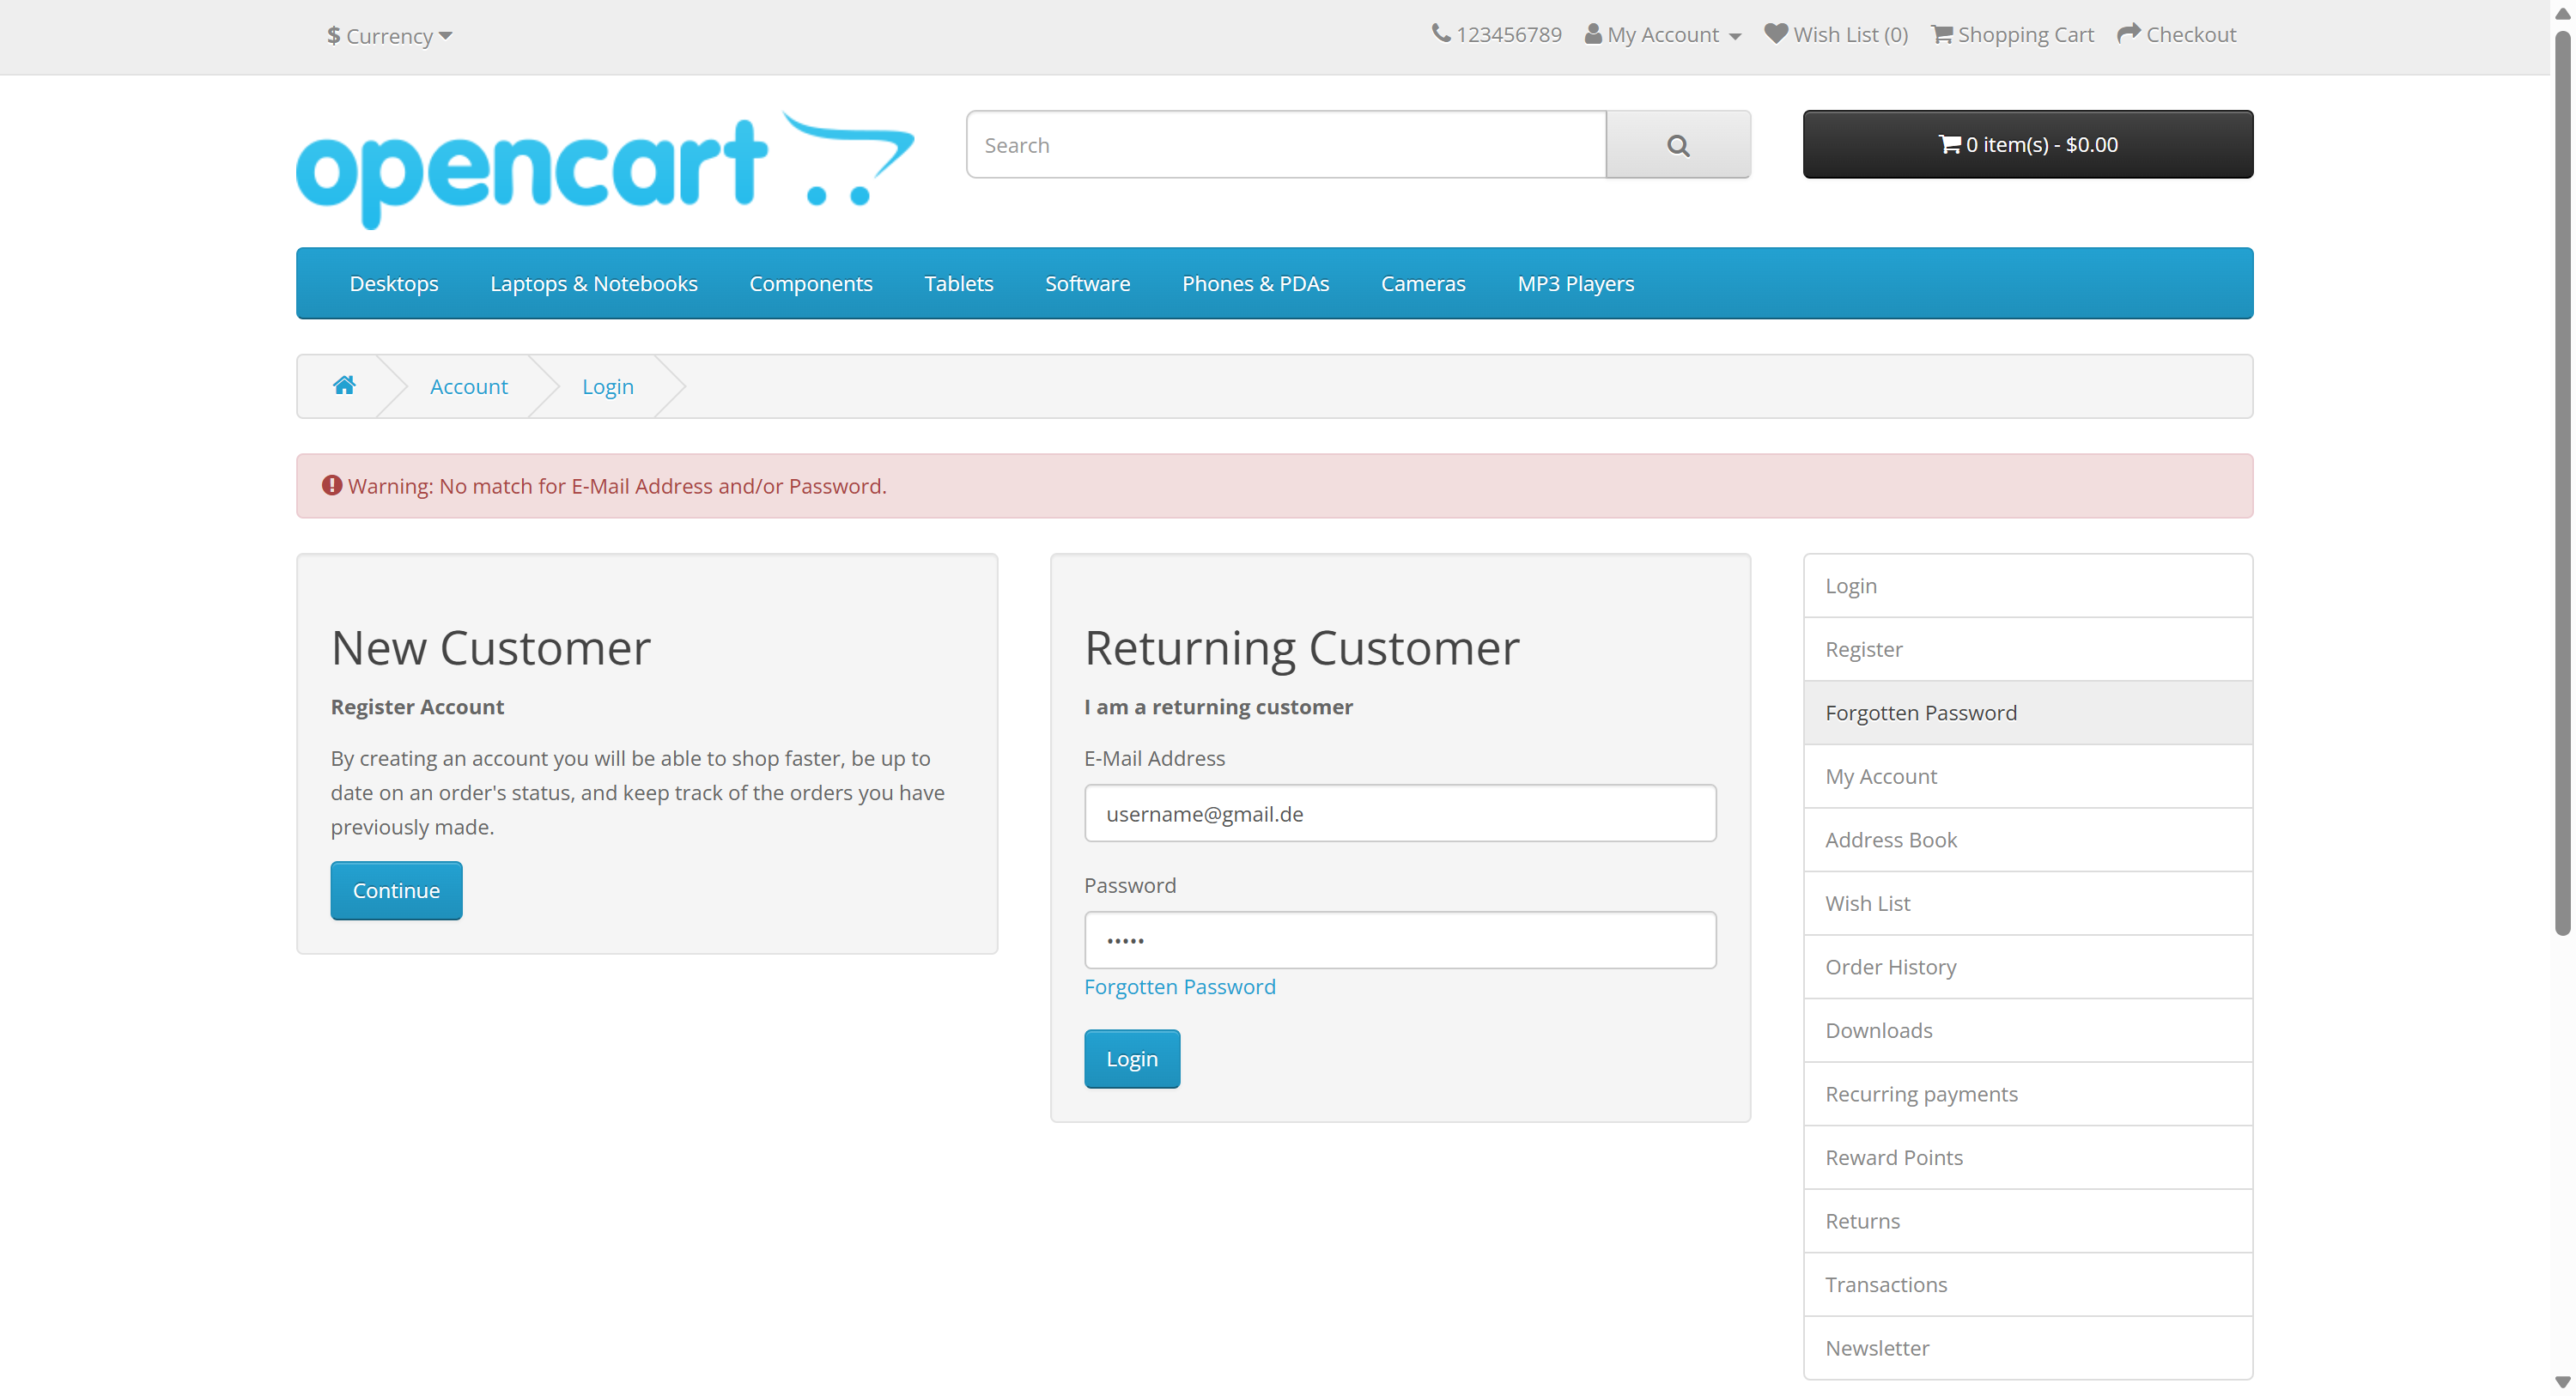 $ Currency
123456789 My Account Wish List (0) Shopping Cart Checkout
opencart
Search
0 item(s) - $0.00
Desktops Laptops & Notebooks Components Tablets Software Phones & PDAs Cameras MP3 Players
Account Login
Warning: No match for E-Mail Address and/or Password.
New Customer
Register Account
By creating an account you will be able to shop faster, be up to
date on an order's status, and keep track of the orders you have
previously made.
Continue
Returning Customer
I am a returning customer
E-Mail Address
username@gmail.de
Password
•••••
Forgotten Password
Login
Login
Register
Forgotten Password
My Account
Address Book
Wish List
Order History
Downloads
Recurring payments
Reward Points
Returns
Transactions
Newsletter